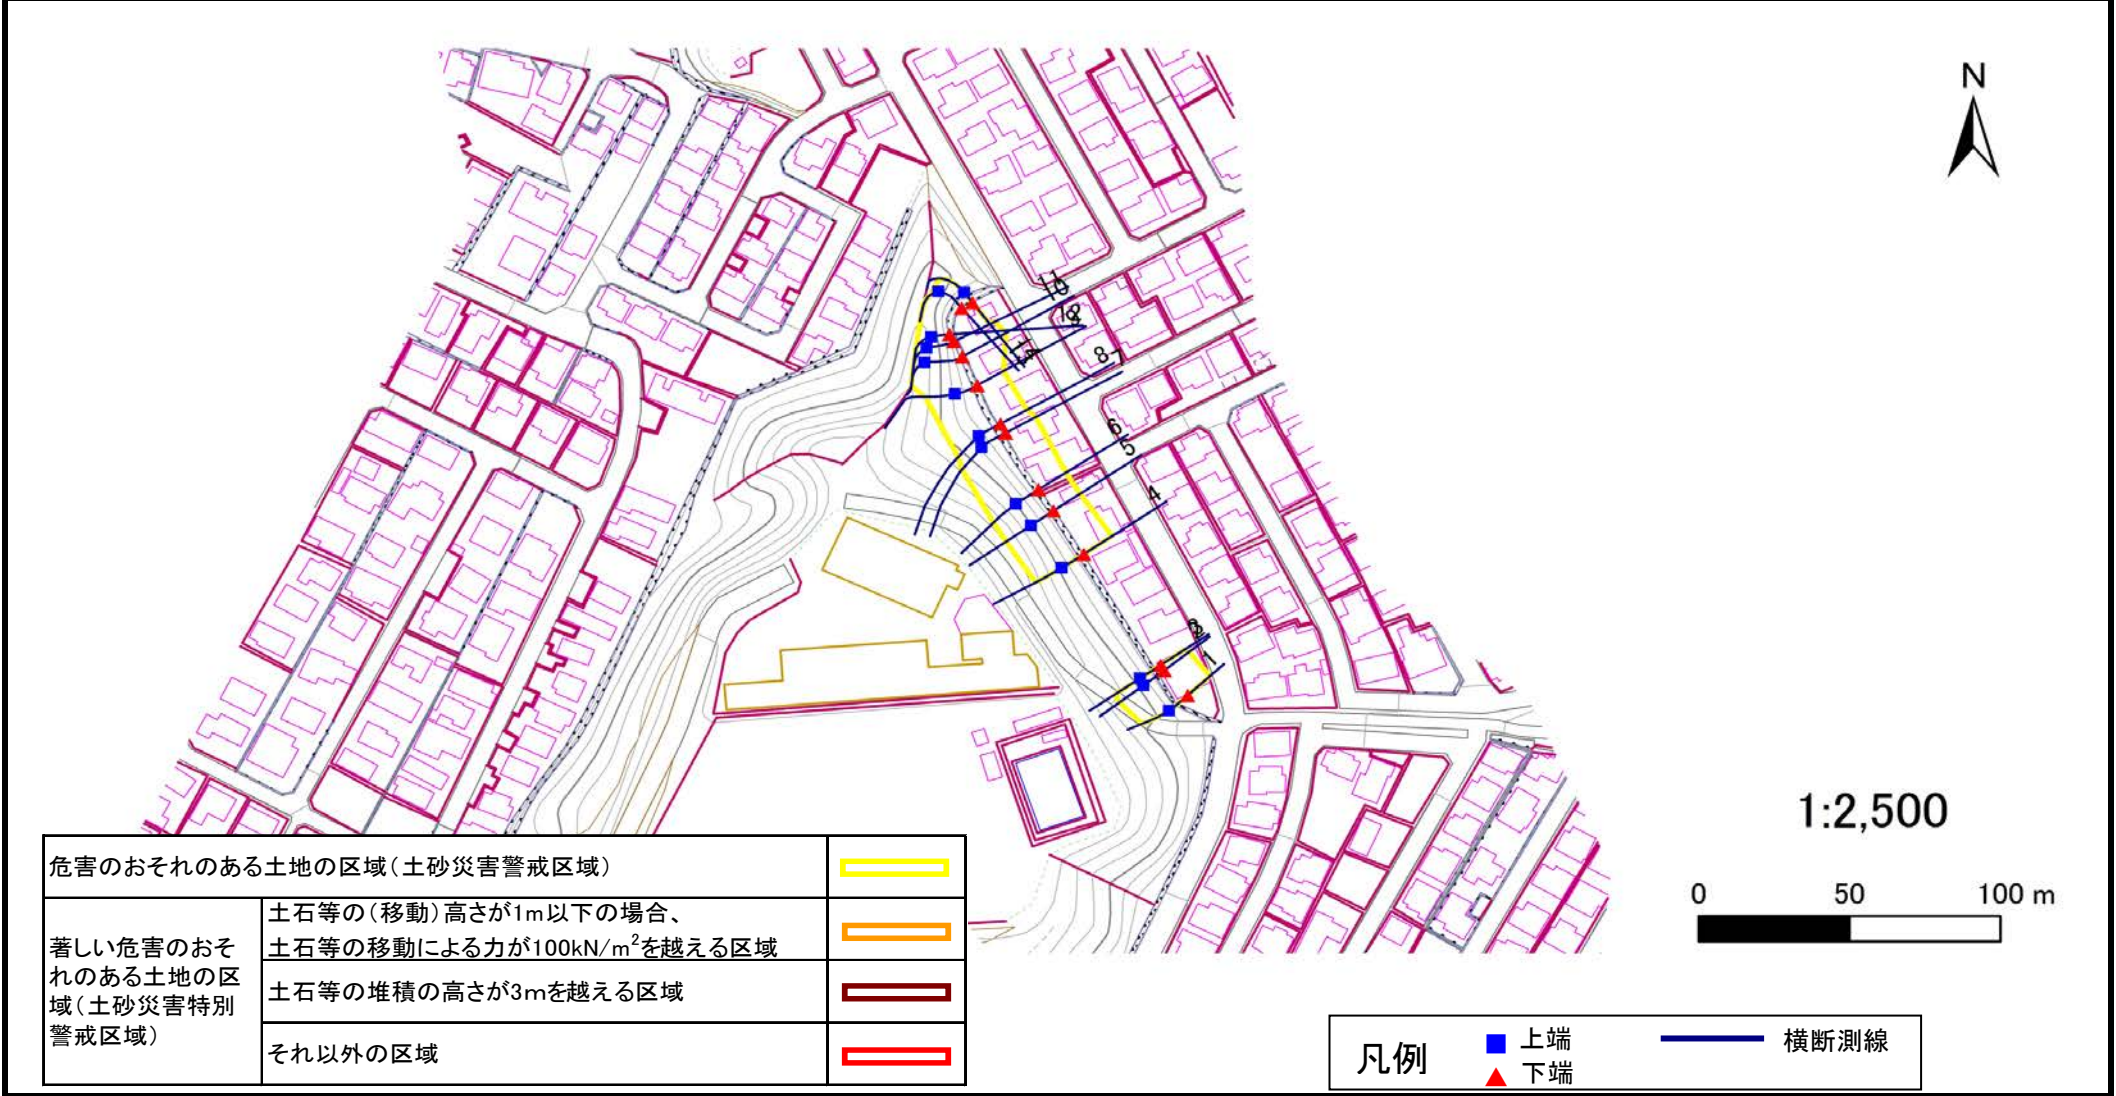 N
11
10
8
7
6
5
4
1
1:2,500
0 50 100 m
危害のおそれのある土地の区域(土砂災害警戒区域)
著しい危害のおそ
れのある土地の区
域(土砂災害特別
警戒区域)
土石等の(移動)高さが1m以下の場合、
土石等の移動による力が100kN/m²を越える区域
土石等の堆積の高さが3mを越える区域
それ以外の区域
凡例
上端
下端
横断測線